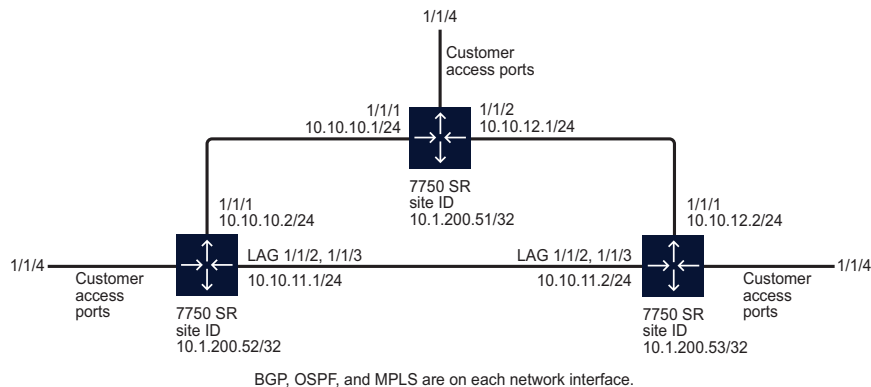 1/1/4
Customer
access ports
1/1/1
10.10.10.1/24
1/1/2
10.10.12.1/24
7750 SR
site ID
10.1.200.51/32
1/1/1
10.10.10.2/24
1/1/1
10.10.12.2/24
1/1/4
Customer
access
ports
LAG 1/1/2, 1/1/3
10.10.11.1/24
LAG 1/1/2, 1/1/3
10.10.11.2/24
Customer
access
ports
1/1/4
7750 SR
site ID
10.1.200.52/32
7750 SR
site ID
10.1.200.53/32
BGP, OSPF, and MPLS are on each network interface.